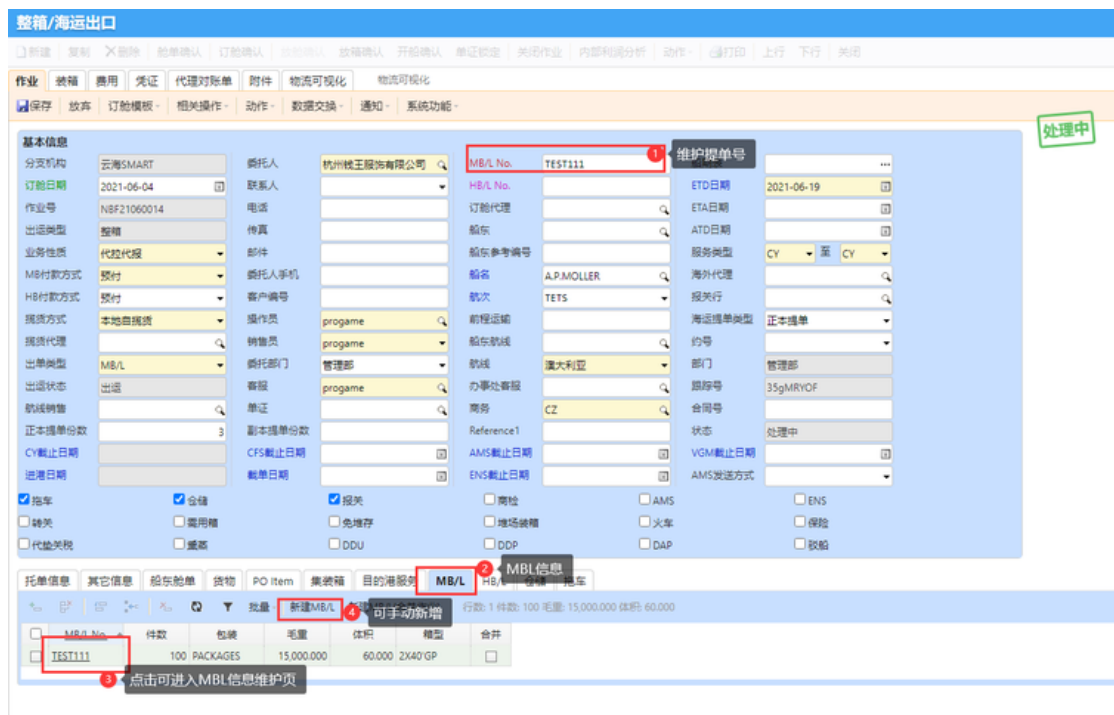 整箱/海运出口
新建 复制 删除 舱单确认 订舱确认 放箱确认 开船确认 单证锁定 关闭作业 内部利润分析 动作 打印 上行 下行 关闭
作业 装箱 费用 凭证 代理对账单 附件 物流可视化 物流可视化
保存 放弃 订舱模板 相关操作 动作 数据交换 通知 系统功能
处理中
基本信息
分支机构 云海SMART 委托人 杭州钱王服饰有限公司 MB/L No. TEST111 1 维护提单号
订舱日期 2021-06-04 联系人 HB/L No. ETD日期 2021-06-19
作业号 NBF21060014 电话 订舱代理 ETA日期
出运类型 整箱 传真 船东 ATD日期
业务性质 代拉代报 邮件 船东参考编号 服务类型 CY 至 CY
MB付款方式 预付 委托人手机 船名 A.P.MOLLER 海外代理
HB付款方式 预付 客户编号 航次 TETS 报关行
揽货方式 本地自揽货 操作员 progame 前程运输 海运提单类型 正本提单
揽货代理 销售员 progame 船东航线 约号
出单类型 MB/L 委托部门 管理部 航线 澳大利亚 部门 管理部
出运状态 出运 客服 progame 办事处客服 跟踪号 35gMRYOF
航线销售 单证 商务 CZ 合同号
正本提单份数 3 副本提单份数 Reference1 状态 处理中
CY截止日期 CFS截止日期 AMS截止日期 VGM截止日期
进港日期 截单日期 ENS截止日期 AMS发送方式
拖车 仓储 报关 商检 AMS ENS
转关 需用箱 免堆存 堆场装箱 火车 保险
代垫关税 熏蒸 DDU DDP DAP 驳船
2 MBL信息
托单信息 其它信息 船东舱单 货物 PO Item 集装箱 目的港服务 MB/L HB/L 仓储 拖车
批量 新建MB/L 4 可手动新增 行数: 1 件数: 100 毛重: 15,000.000 体积: 60.000
MB/L No. 件数 包装 毛重 体积 箱型 合并
TEST111 100 PACKAGES 15,000.000 60.000 2X40'GP
3 点击可进入MBL信息维护页